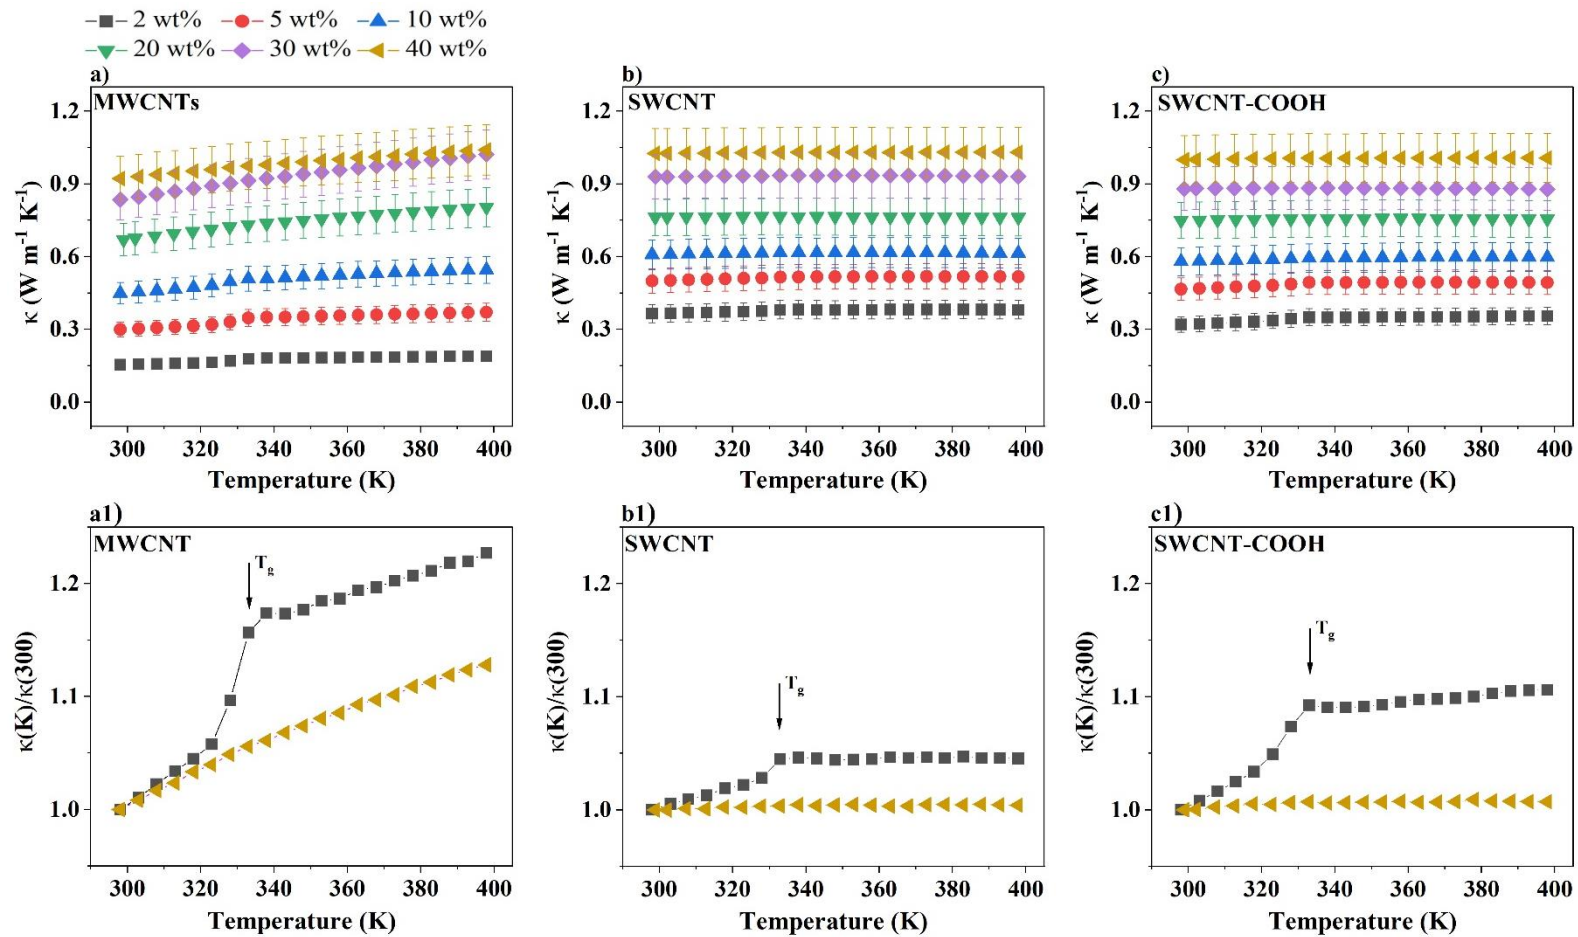 2 wt% 5 wt% 10 wt%
20 wt% 30 wt% 40 wt%
a)
MWCNTs
1.2
0.9
0.6
0.3
0.0
κ (W m⁻¹ K⁻¹)
300 320 340 360 380 400
Temperature (K)
b)
SWCNT
1.2
0.9
0.6
0.3
0.0
κ (W m⁻¹ K⁻¹)
300 320 340 360 380 400
Temperature (K)
c)
SWCNT-COOH
1.2
0.9
0.6
0.3
0.0
κ (W m⁻¹ K⁻¹)
300 320 340 360 380 400
Temperature (K)
a1)
MWCNT
Tg
1.2
1.1
1.0
κ(K)/κ(300)
300 320 340 360 380 400
Temperature (K)
b1)
SWCNT
Tg
1.2
1.1
1.0
κ(K)/κ(300)
300 320 340 360 380 400
Temperature (K)
c1)
SWCNT-COOH
Tg
1.2
1.1
1.0
κ(K)/κ(300)
300 320 340 360 380 400
Temperature (K)